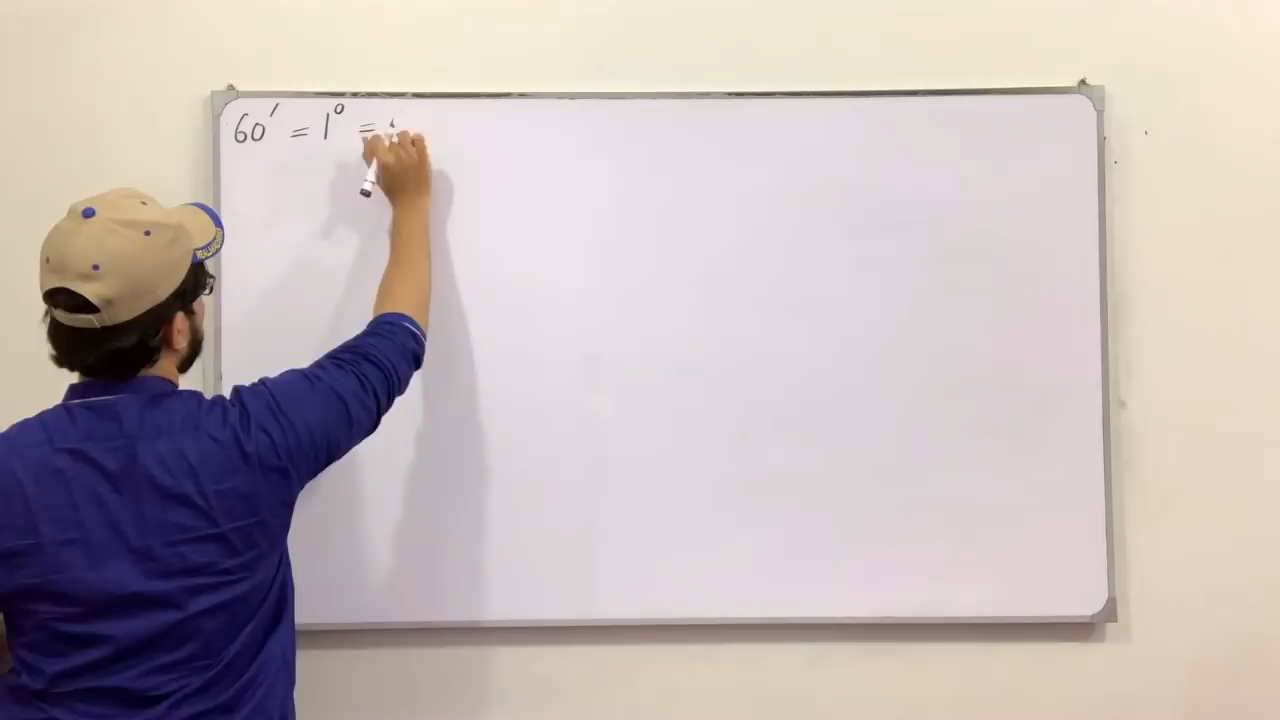 60′ = 1° =